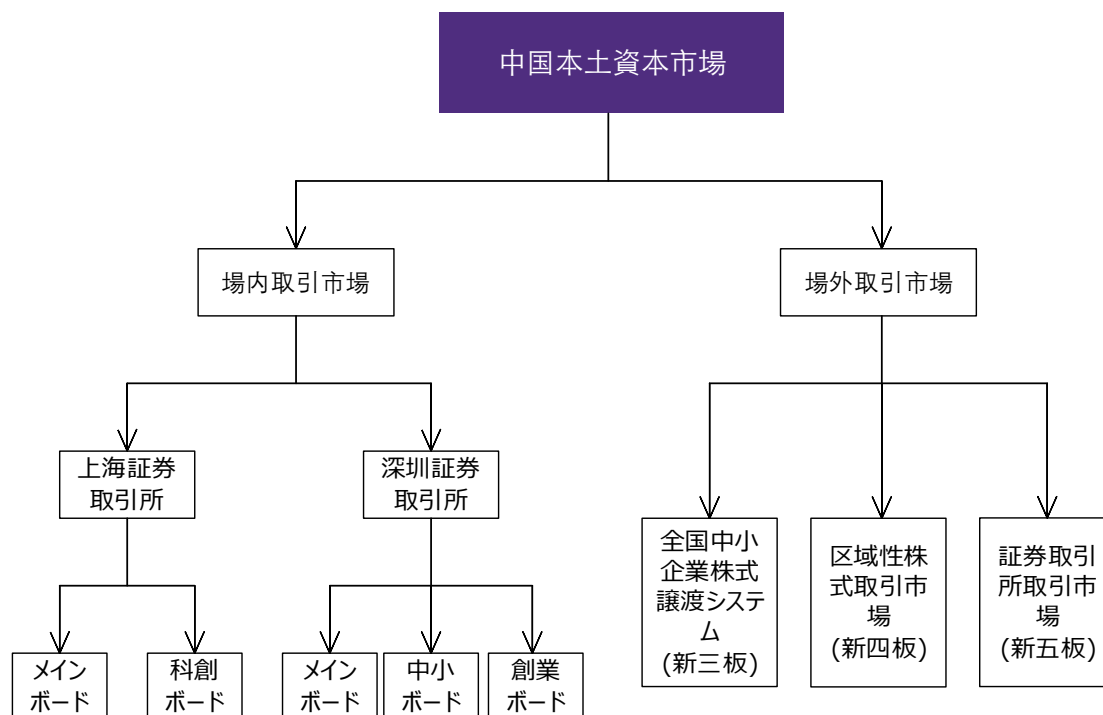 中国本土資本市場
場内取引市場
場外取引市場
上海証券
取引所
深圳証券
取引所
全国中小
企業株式
譲渡システ
ム
(新三板)
区域性株
式取引市
場
(新四板)
証券取引
所取引市
場
(新五板)
メイン
ボード
科創
ボード
メイン
ボード
中小
ボード
創業
ボード